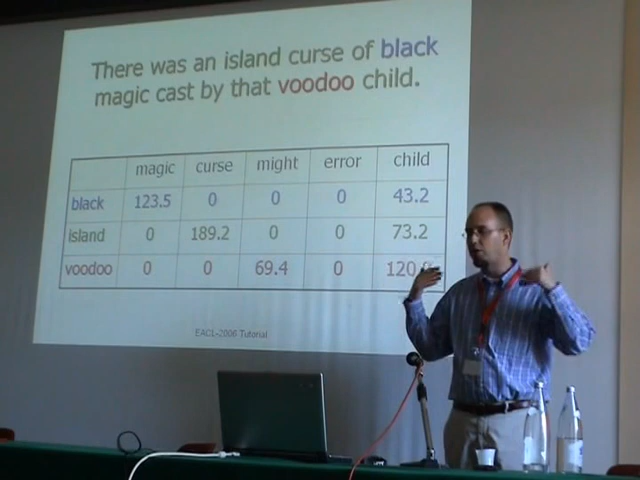 There was an island curse of black
magic cast by that voodoo child.
magic curse might error child
black 123.5 0 0 0 43.2
island 0 189.2 0 0 73.2
voodoo 0 0 69.4 0
EACL-2006 Tutorial